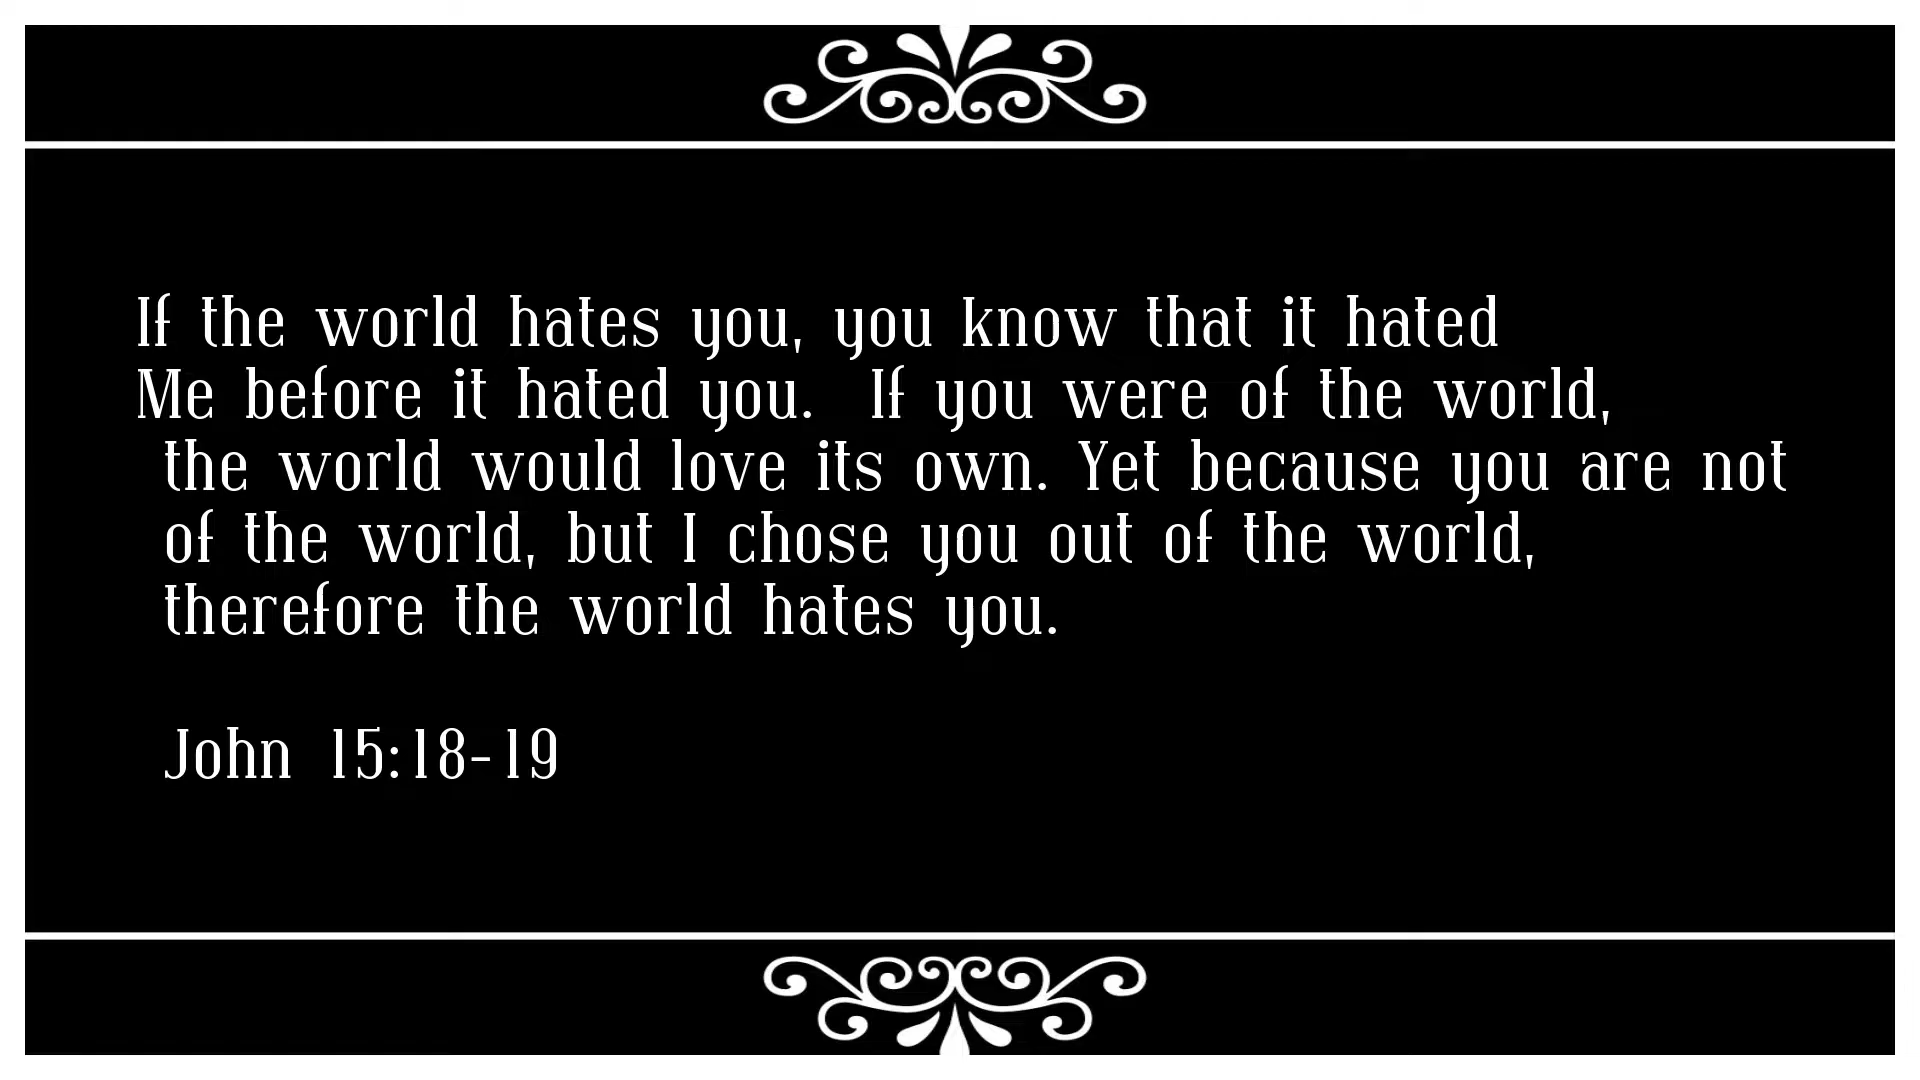 If the world hates you, you know that it hated
Me before it hated you.  If you were of the world,
the world would love its own. Yet because you are not
of the world, but I chose you out of the world,
therefore the world hates you.
John 15:18-19